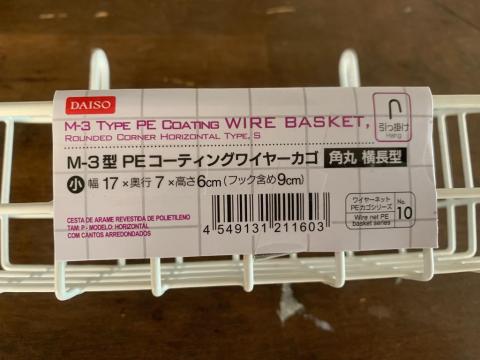 DAISO
M-3 TYPE PE COATING WIRE BASKET,
ROUNDED CORNER HORIZONTAL TYPE, S
引っ掛け
Hang
M-3型 PEコーティングワイヤーカゴ 角丸 横長型
小 幅17×奥行7×高さ6cm(フック含め9cm)
CESTA DE ARAME REVESTIDA DE POLIETILENO
TAM: P - MODELO: HORIZONTAL
COM CANTOS ARREDONDADOS
4 549131 211603
ワイヤーネット
PEカゴシリーズ
Wire net PE
basket series
No.
10